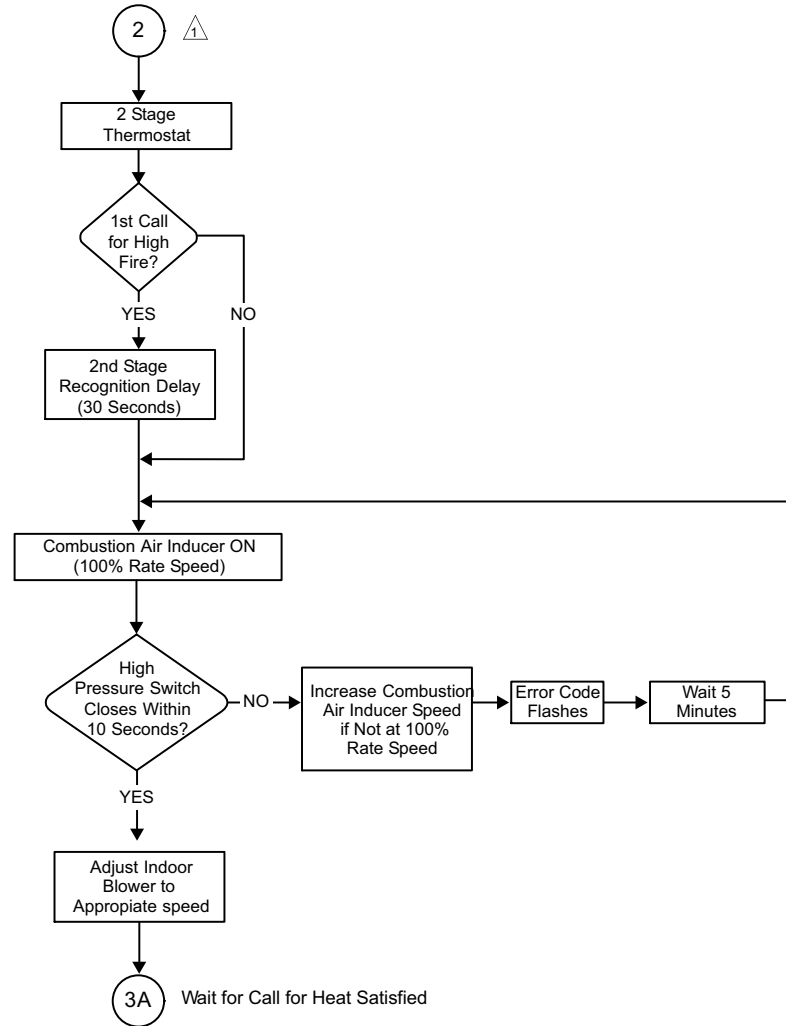 2
1
2 Stage
Thermostat
1st Call
for High
Fire?
YES
NO
2nd Stage
Recognition Delay
(30 Seconds)
Combustion Air Inducer ON
(100% Rate Speed)
High
Pressure Switch
Closes Within
10 Seconds?
NO
Increase Combustion
Air Inducer Speed
if Not at 100%
Rate Speed
Error Code
Flashes
Wait 5
Minutes
YES
Adjust Indoor
Blower to
Appropiate speed
3A
Wait for Call for Heat Satisfied